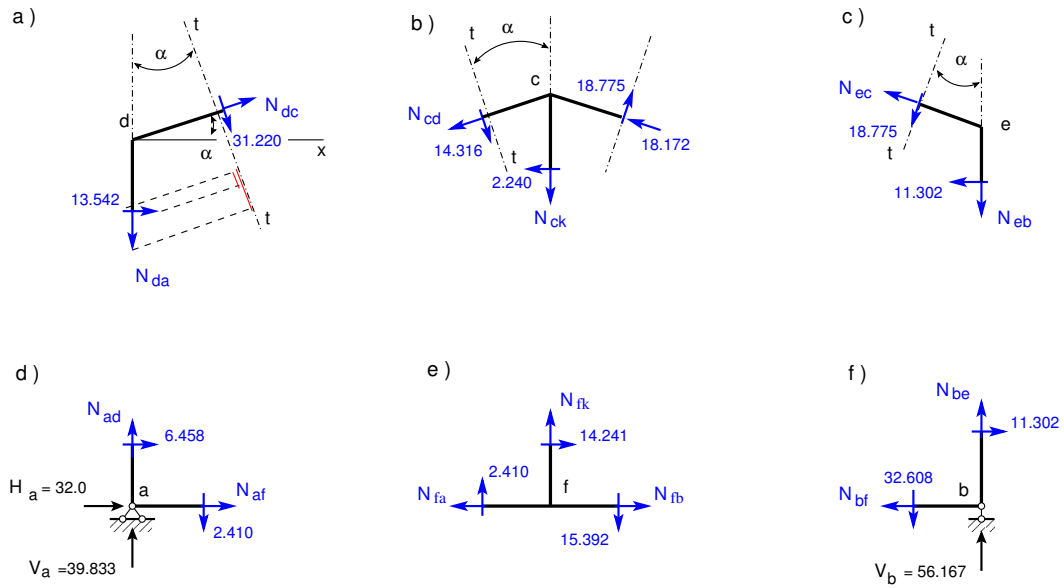 a )
t
α
d
N dc
31.220
α
x
13.542
t
N da
b )
t
α
c
18.775
N cd
14.316
t
18.172
2.240
N ck
c )
t
α
N ec
18.775
t
e
11.302
N eb
d )
N ad
6.458
H a = 32.0
a
N af
2.410
V a = 39.833
e )
N fk
14.241
2.410
N fa
f
N fb
15.392
f )
N be
11.302
32.608
b
N bf
V b = 56.167